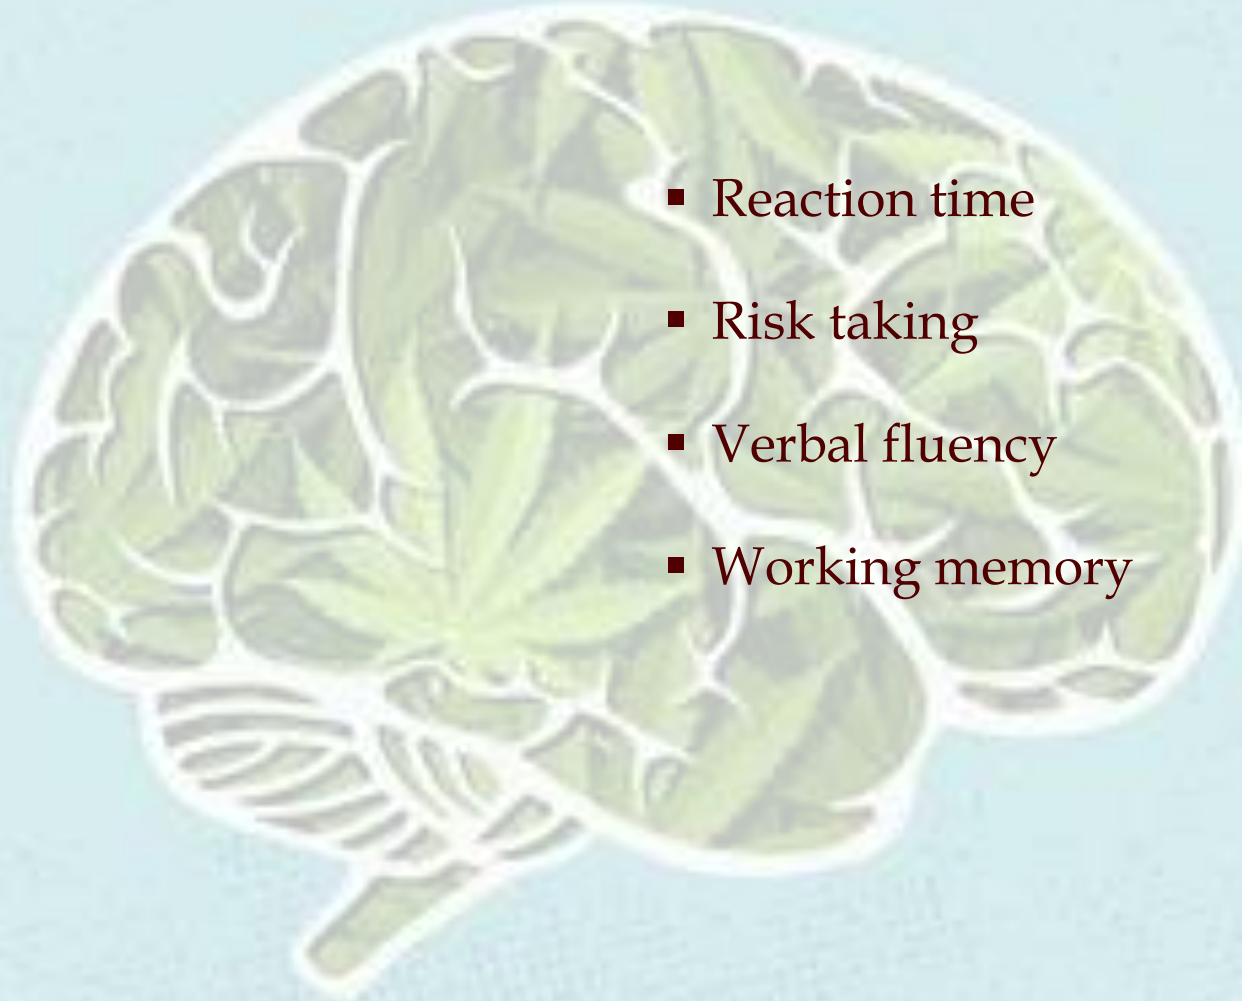 ▪ Reaction time
▪ Risk taking
▪ Verbal fluency
▪ Working memory